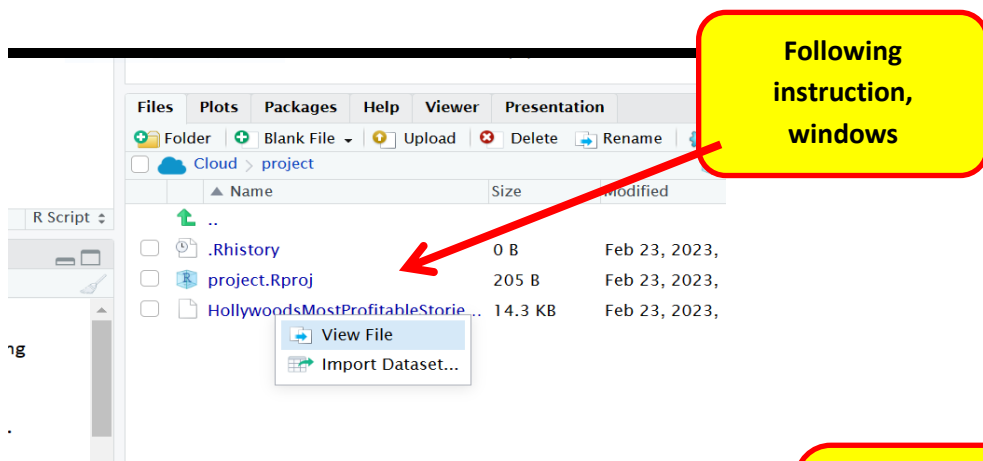 Following
instruction,
windows
Files Plots Packages Help Viewer Presentation
Folder Blank File Upload Delete Rename
Cloud > project
Name Size Modified
R Script
..
.Rhistory 0 B Feb 23, 2023,
project.Rproj 205 B Feb 23, 2023,
HollywoodsMostProfitableStorie... 14.3 KB Feb 23, 2023,
View File
ng
Import Dataset...
.